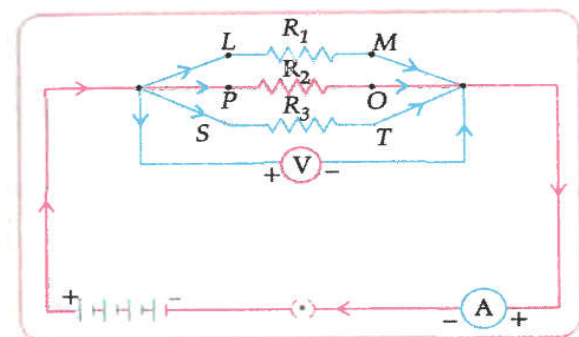 L R₁ M
R₂
P O
R₃
S T
+ V −
+ −
− A +